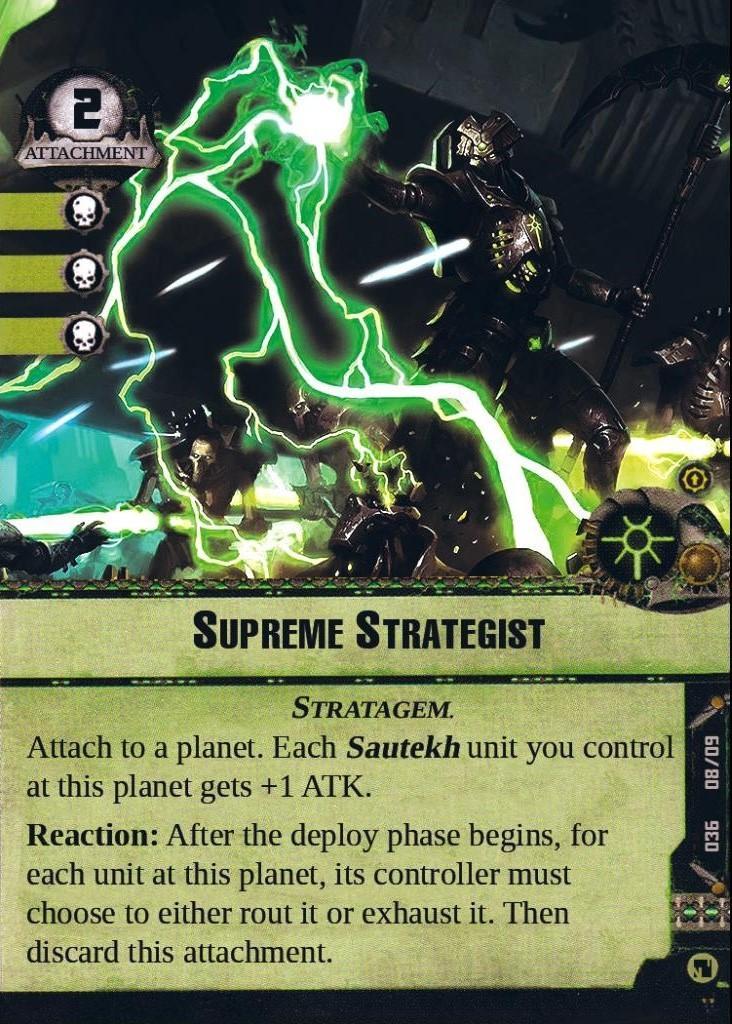 2
ATTACHMENT
SUPREME STRATEGIST
STRATAGEM.
Attach to a planet. Each Sautekh unit you control
at this planet gets +1 ATK.
Reaction: After the deploy phase begins, for
each unit at this planet, its controller must
choose to either rout it or exhaust it. Then
discard this attachment.
08/09
036